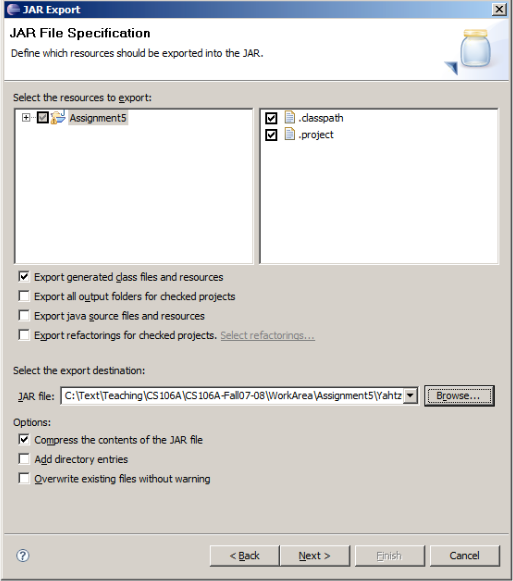 JAR Export
JAR File Specification
Define which resources should be exported into the JAR.
Select the resources to export:
Assignment5
.classpath
.project
Export generated class files and resources
Export all output folders for checked projects
Export java source files and resources
Export refactorings for checked projects. Select refactorings...
Select the export destination:
JAR file: C:\Text\Teaching\CS106A\CS106A-Fall07-08\WorkArea\Assignment5\Yahtz Browse...
Options:
Compress the contents of the JAR file
Add directory entries
Overwrite existing files without warning
? < Back Next > Finish Cancel